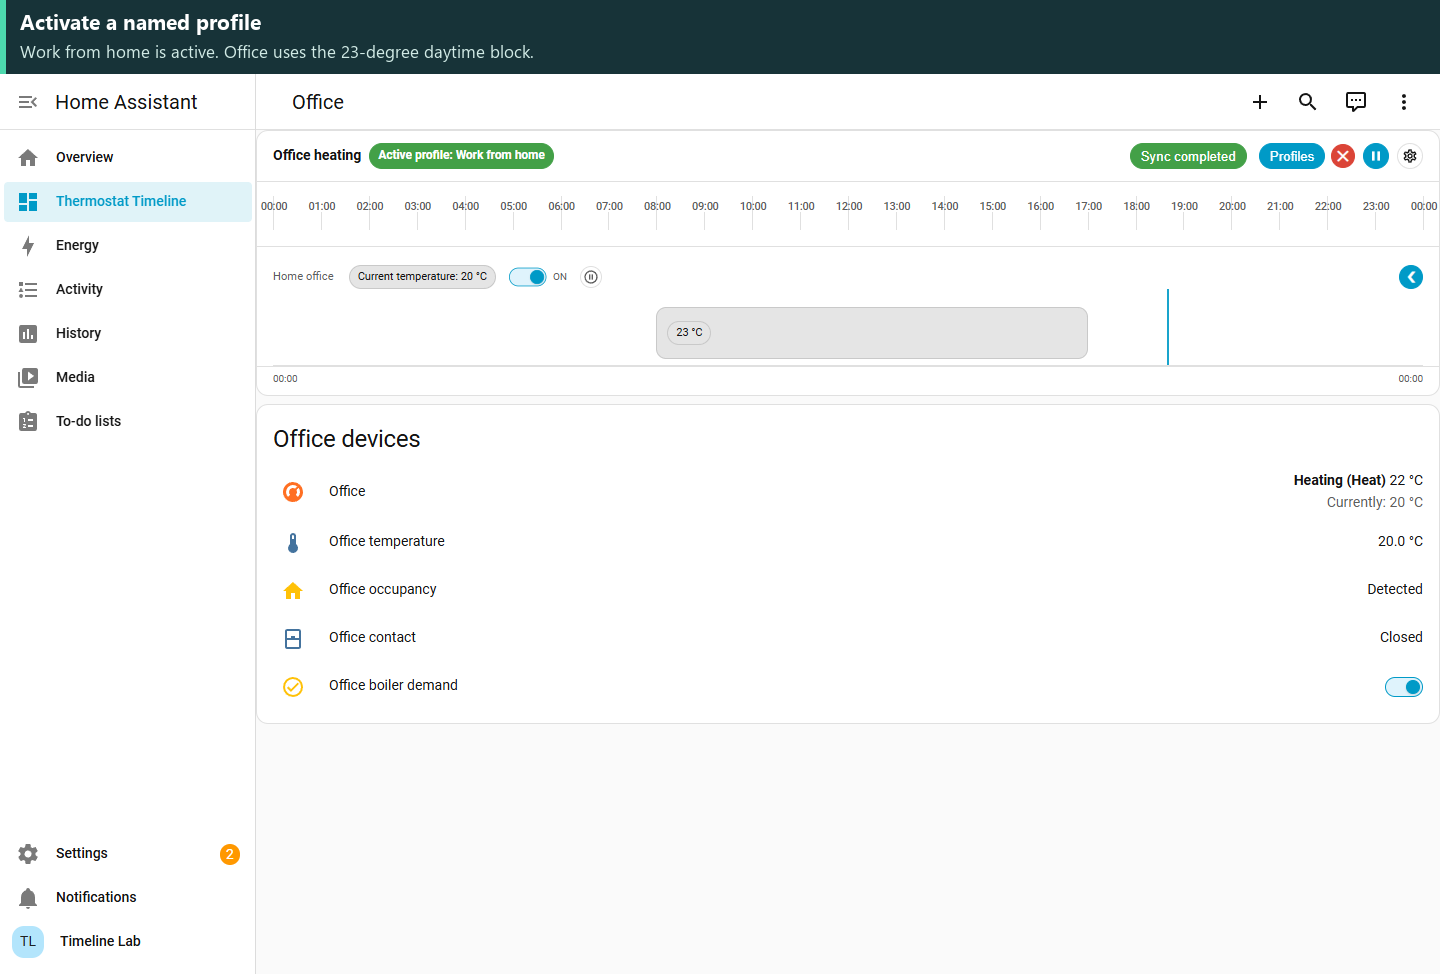 Activate a named profile
Work from home is active. Office uses the 23-degree daytime block.
Home Assistant
Office
Overview
Thermostat Timeline
Energy
Activity
History
Media
To-do lists
Settings
2
Notifications
TL
Timeline Lab
Office heating
Active profile: Work from home
Sync completed
Profiles
00:00 01:00 02:00 03:00 04:00 05:00 06:00 07:00 08:00 09:00 10:00 11:00 12:00 13:00 14:00 15:00 16:00 17:00 18:00 19:00 20:00 21:00 22:00 23:00 00:00
Home office
Current temperature: 20 °C
ON
23 °C
00:00
00:00
Office devices
Office
Heating (Heat) 22 °C
Currently: 20 °C
Office temperature
20.0 °C
Office occupancy
Detected
Office contact
Closed
Office boiler demand